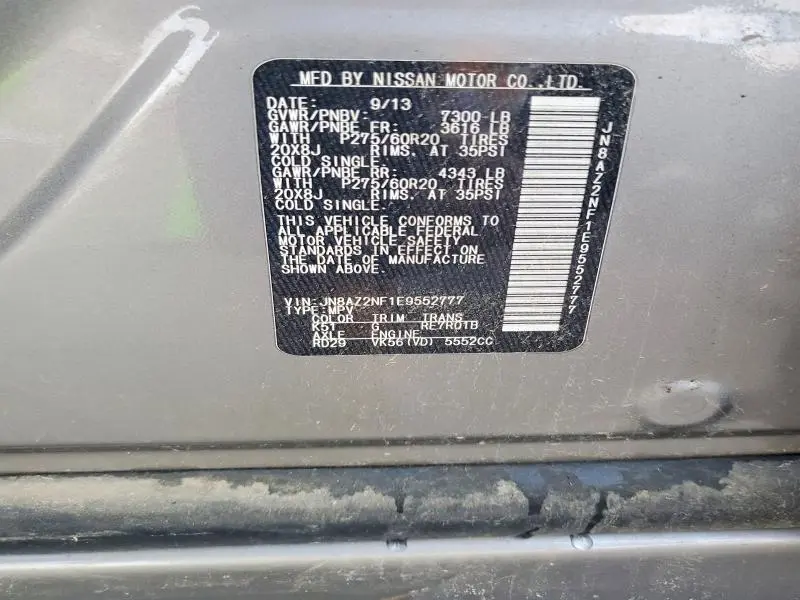 MFD BY NISSAN MOTOR CO.,LTD.
DATE: 9/13
GVWR/PNBV: 7300 LB
GAWR/PNBE FR: 3616 LB
WITH P275/60R20 TIRES
20X8J RIMS. AT 35PSI
COLD SINGLE.
GAWR/PNBE RR: 4343 LB
WITH P275/60R20 TIRES
20X8J RIMS. AT 35PSI
COLD SINGLE.
THIS VEHICLE CONFORMS TO
ALL APPLICABLE FEDERAL
MOTOR VEHICLE SAFETY
STANDARDS IN EFFECT ON
THE DATE OF MANUFACTURE
SHOWN ABOVE.
VIN:JN8AZ2NF1E9552777
TYPE:MPV
COLOR TRIM TRANS
K51 G RE7R01B
AXLE ENGINE
RD29 VK56(VD) 5552CC
JN8AZ2NF1E9552777